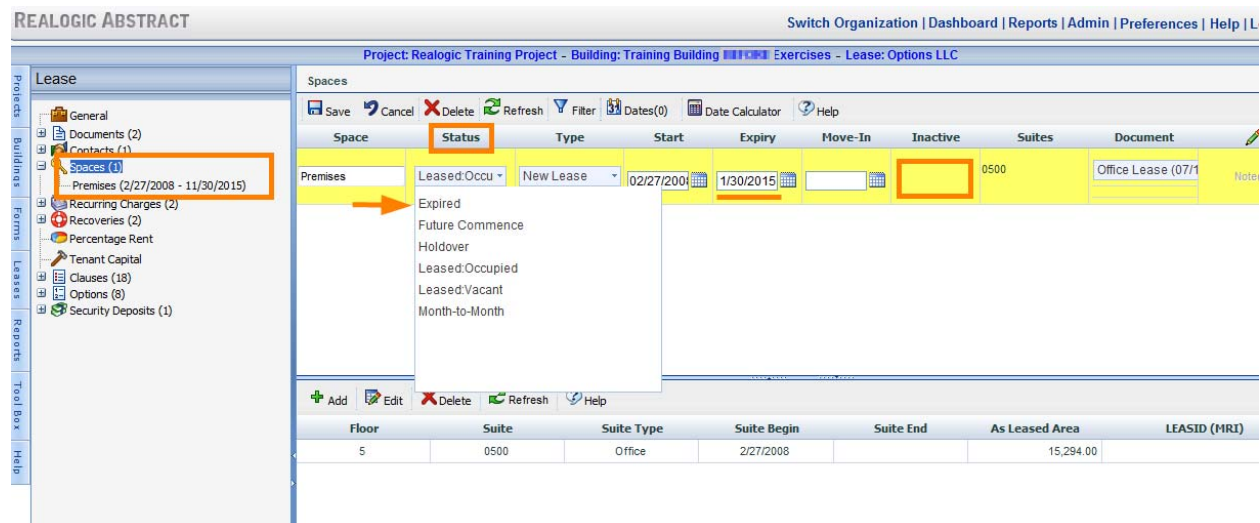 REALOGIC ABSTRACT
Switch Organization | Dashboard | Reports | Admin | Preferences | Help | L
Project: Realogic Training Project - Building: Training Building Exercises - Lease: Options LLC
Projects
Buildings
Forms
Leases
Reports
Tool Box
Help
Lease
General
Documents (2)
Contacts (1)
Spaces (1)
Premises (2/27/2008 - 11/30/2015)
Recurring Charges (2)
Recoveries (2)
Percentage Rent
Tenant Capital
Clauses (18)
Options (8)
Security Deposits (1)
Spaces
Save Cancel Delete Refresh Filter 31 Dates(0) Date Calculator Help
Space Status Type Start Expiry Move-In Inactive Suites Document
Premises Leased:Occu New Lease 02/27/200 1/30/2015 0500 Office Lease (07/1 Note
Expired
Future Commence
Holdover
Leased:Occupied
Leased:Vacant
Month-to-Month
Add Edit Delete Refresh Help
Floor Suite Suite Type Suite Begin Suite End As Leased Area LEASID (MRI)
5 0500 Office 2/27/2008 15,294.00